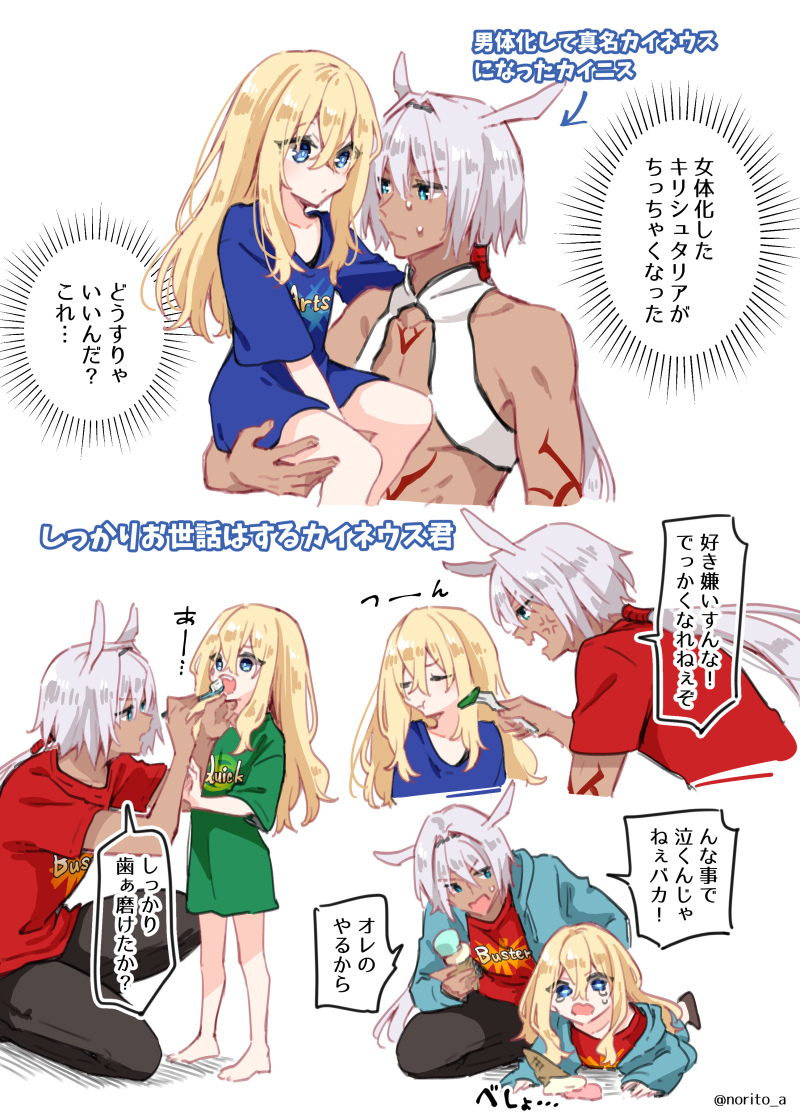 男体化して真名カイネウス
になったカイニス
女体化した
キリシュタリアが
ちっちゃくなった
どうすりゃ
いいんだ?
これ…
Arts
しっかりお世話はするカイネウス君
好き嫌いすんな!
でっかくなれねぇぞ
つーん
あー…
Quick
Buster
しっかり
歯ぁ磨けたか?
んな事で
泣くんじゃ
ねぇバカ!
オレの
やるから
Buster
べしょ…
@norito_a